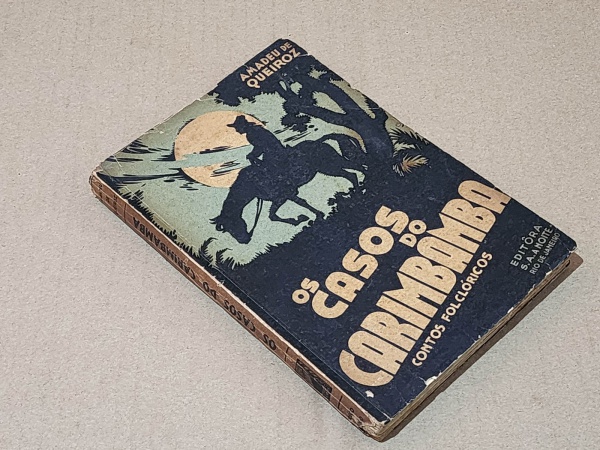 AMADEU DE
QUEIROZ
OS
CASOS
DO
CARIMBAMBA
CONTOS FOLCLÓRICOS
EDITÔRA
S.A. A NOITE
RIO DE JANEIRO
OS CASOS DO CARIMBAMBA